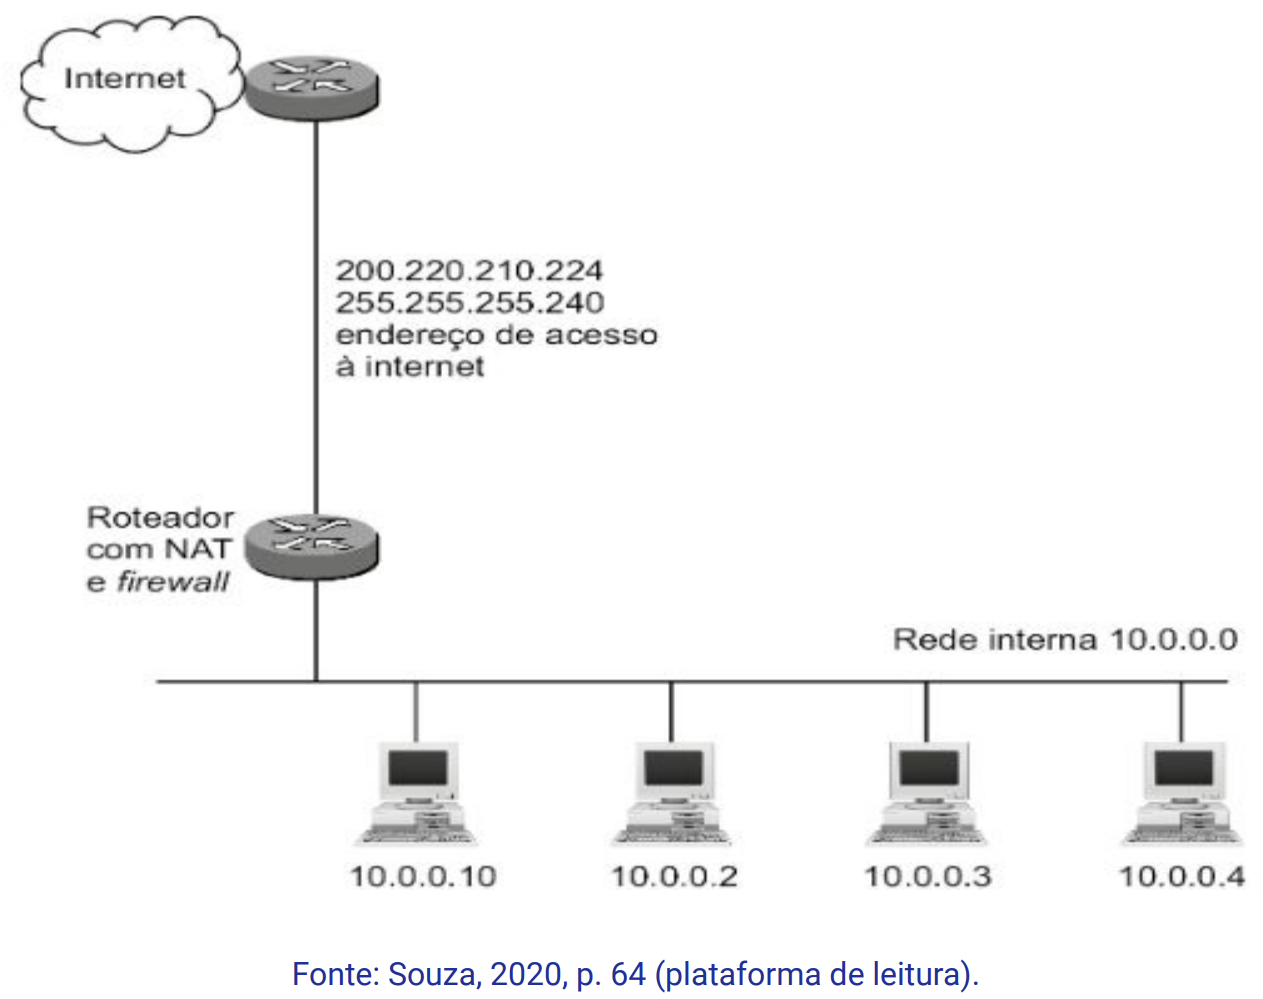 Internet
200.220.210.224
255.255.255.240
endereço de acesso
à internet
Roteador
com NAT
e firewall
Rede interna 10.0.0.0
10.0.0.10
10.0.0.2
10.0.0.3
10.0.0.4
Fonte: Souza, 2020, p. 64 (plataforma de leitura).